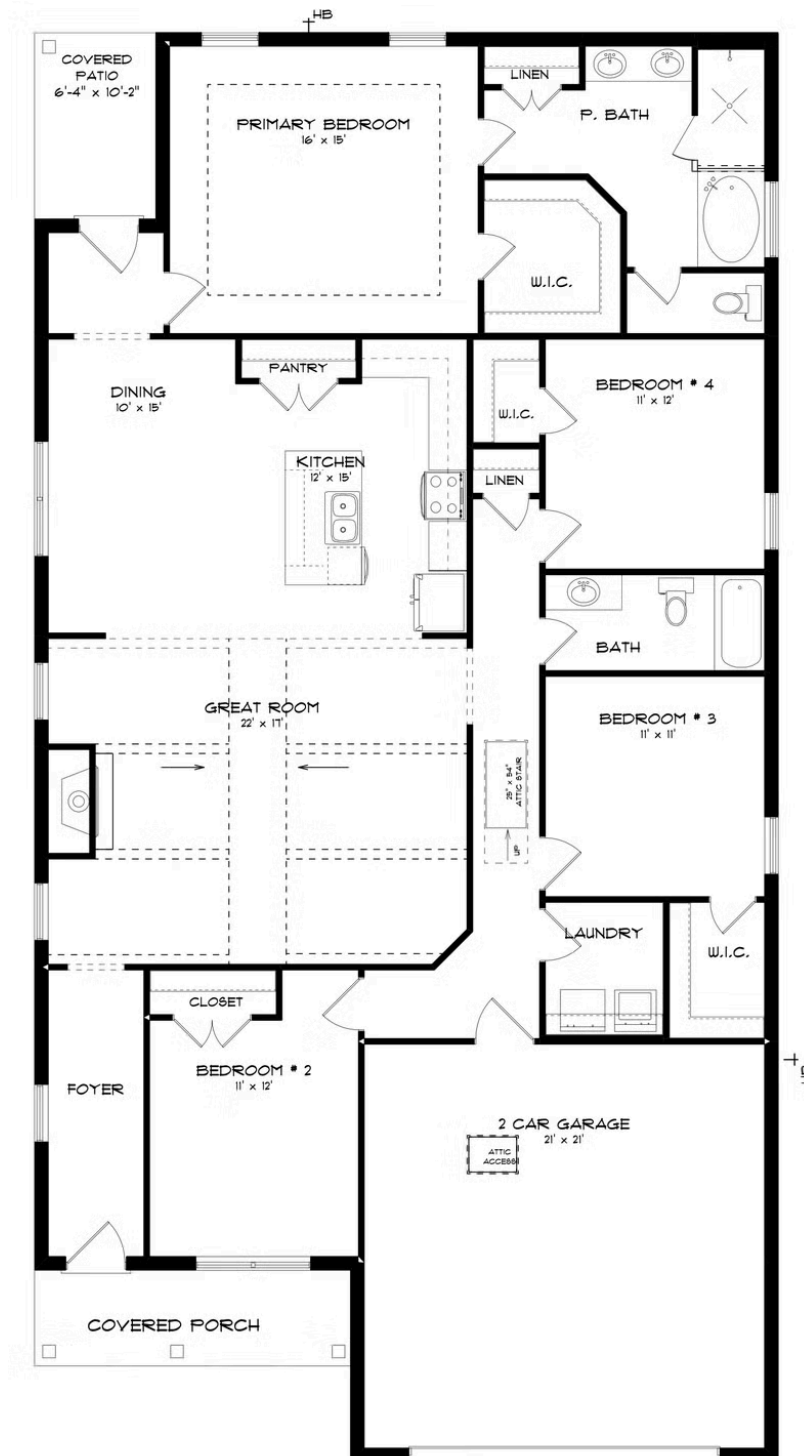 HB
COVERED
PATIO
6'-4" x 10'-2"
LINEN
P. BATH
PRIMARY BEDROOM
16' x 15'
W.I.C.
PANTRY
DINING
10' x 15'
BEDROOM # 4
11' x 12'
W.I.C.
KITCHEN
12' x 15'
LINEN
BATH
GREAT ROOM
22' x 17'
BEDROOM # 3
11' x 11'
25" x 54"
ATTIC STAIR
UP
LAUNDRY
W.I.C.
CLOSET
BEDROOM # 2
11' x 12'
FOYER
2 CAR GARAGE
21' x 21'
ATTIC
ACCESS
COVERED PORCH